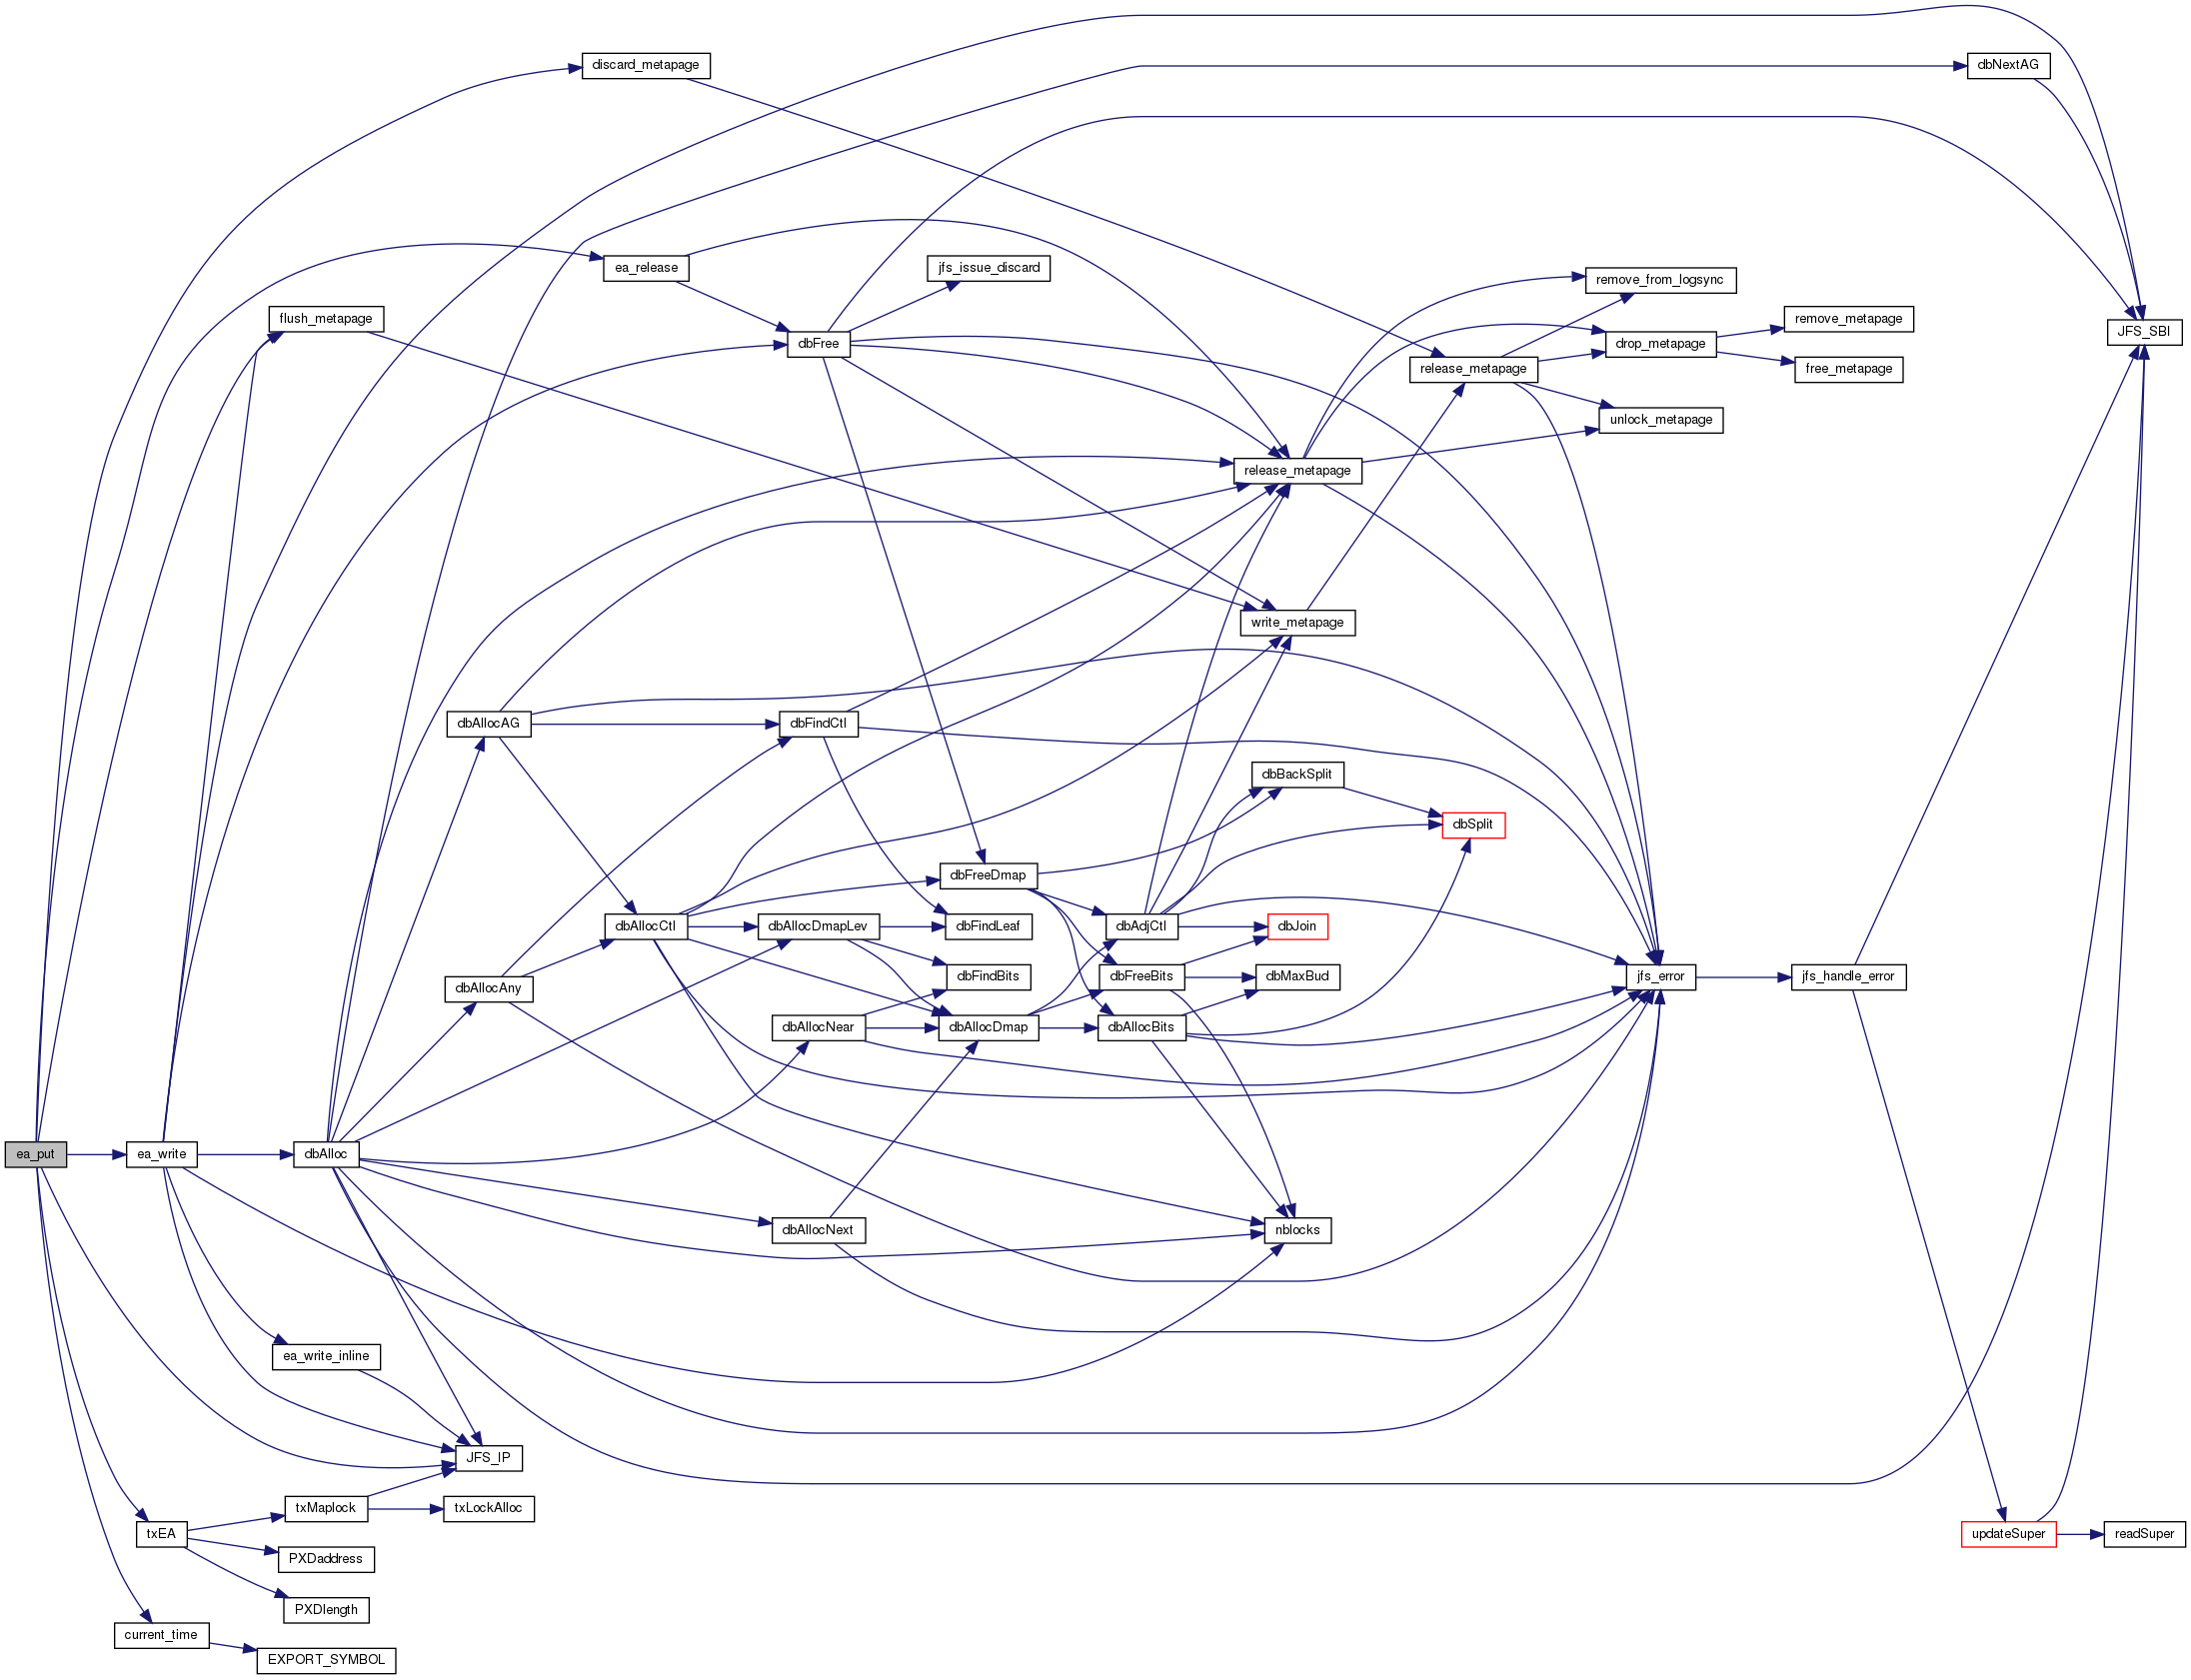 discard_metapage
dbNextAG
ea_release
jfs_issue_discard
remove_from_logsync
flush_metapage
remove_metapage
JFS_SBI
dbFree
drop_metapage
release_metapage
free_metapage
unlock_metapage
release_metapage
write_metapage
dbAllocAG
dbFindCtl
dbBackSplit
dbSplit
dbFreeDmap
dbAllocCtl
dbAllocDmapLev
dbFindLeaf
dbAdjCtl
dbJoin
dbAllocAny
dbFindBits
dbFreeBits
dbMaxBud
jfs_error
jfs_handle_error
dbAllocNear
dbAllocDmap
dbAllocBits
ea_put
ea_write
dbAlloc
dbAllocNext
nblocks
ea_write_inline
JFS_IP
txMaplock
txLockAlloc
txEA
updateSuper
readSuper
PXDaddress
PXDlength
current_time
EXPORT_SYMBOL